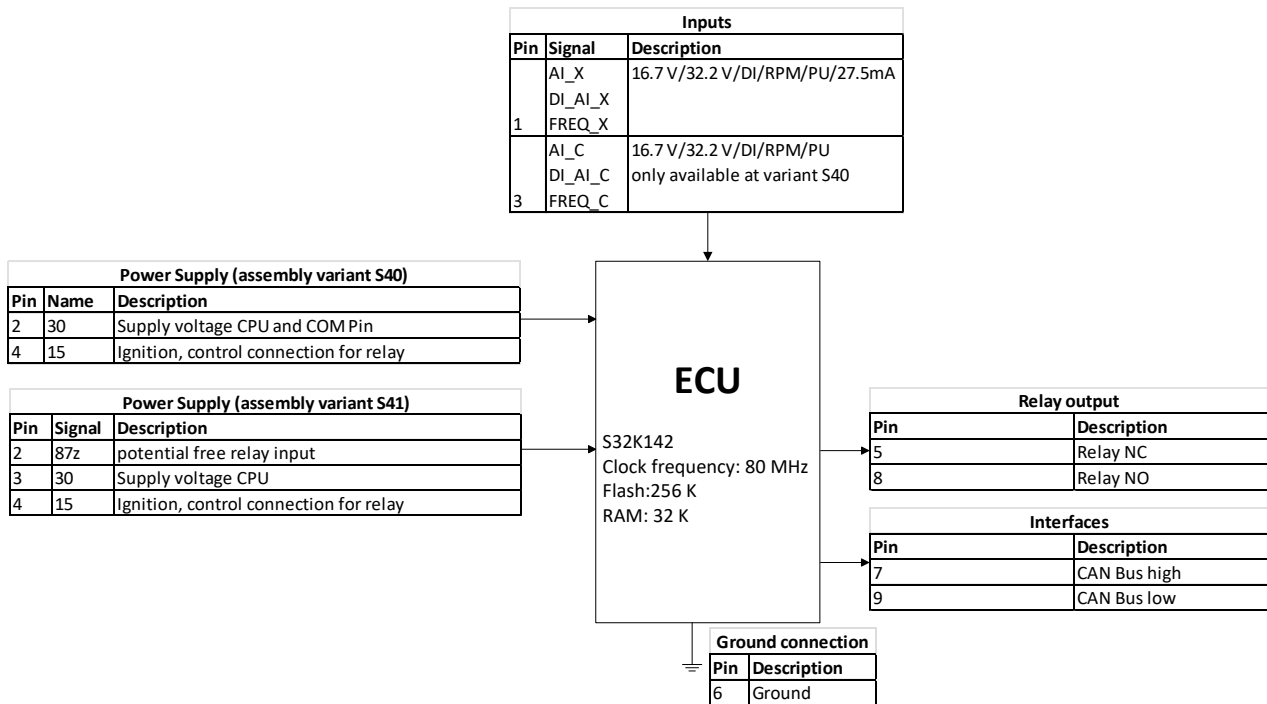 Inputs
Pin Signal Description
AI_X 16.7 V/32.2 V/DI/RPM/PU/27.5mA
DI_AI_X
1 FREQ_X
AI_C 16.7 V/32.2 V/DI/RPM/PU
DI_AI_C only available at variant S40
3 FREQ_C
Power Supply (assembly variant S40)
Pin Name Description
2 30 Supply voltage CPU and COM Pin
4 15 Ignition, control connection for relay
Power Supply (assembly variant S41)
Pin Signal Description
2 87z potential free relay input
3 30 Supply voltage CPU
4 15 Ignition, control connection for relay
ECU
S32K142
Clock frequency: 80 MHz
Flash:256 K
RAM: 32 K
Relay output
Pin Description
5 Relay NC
8 Relay NO
Interfaces
Pin Description
7 CAN Bus high
9 CAN Bus low
Ground connection
Pin Description
6 Ground